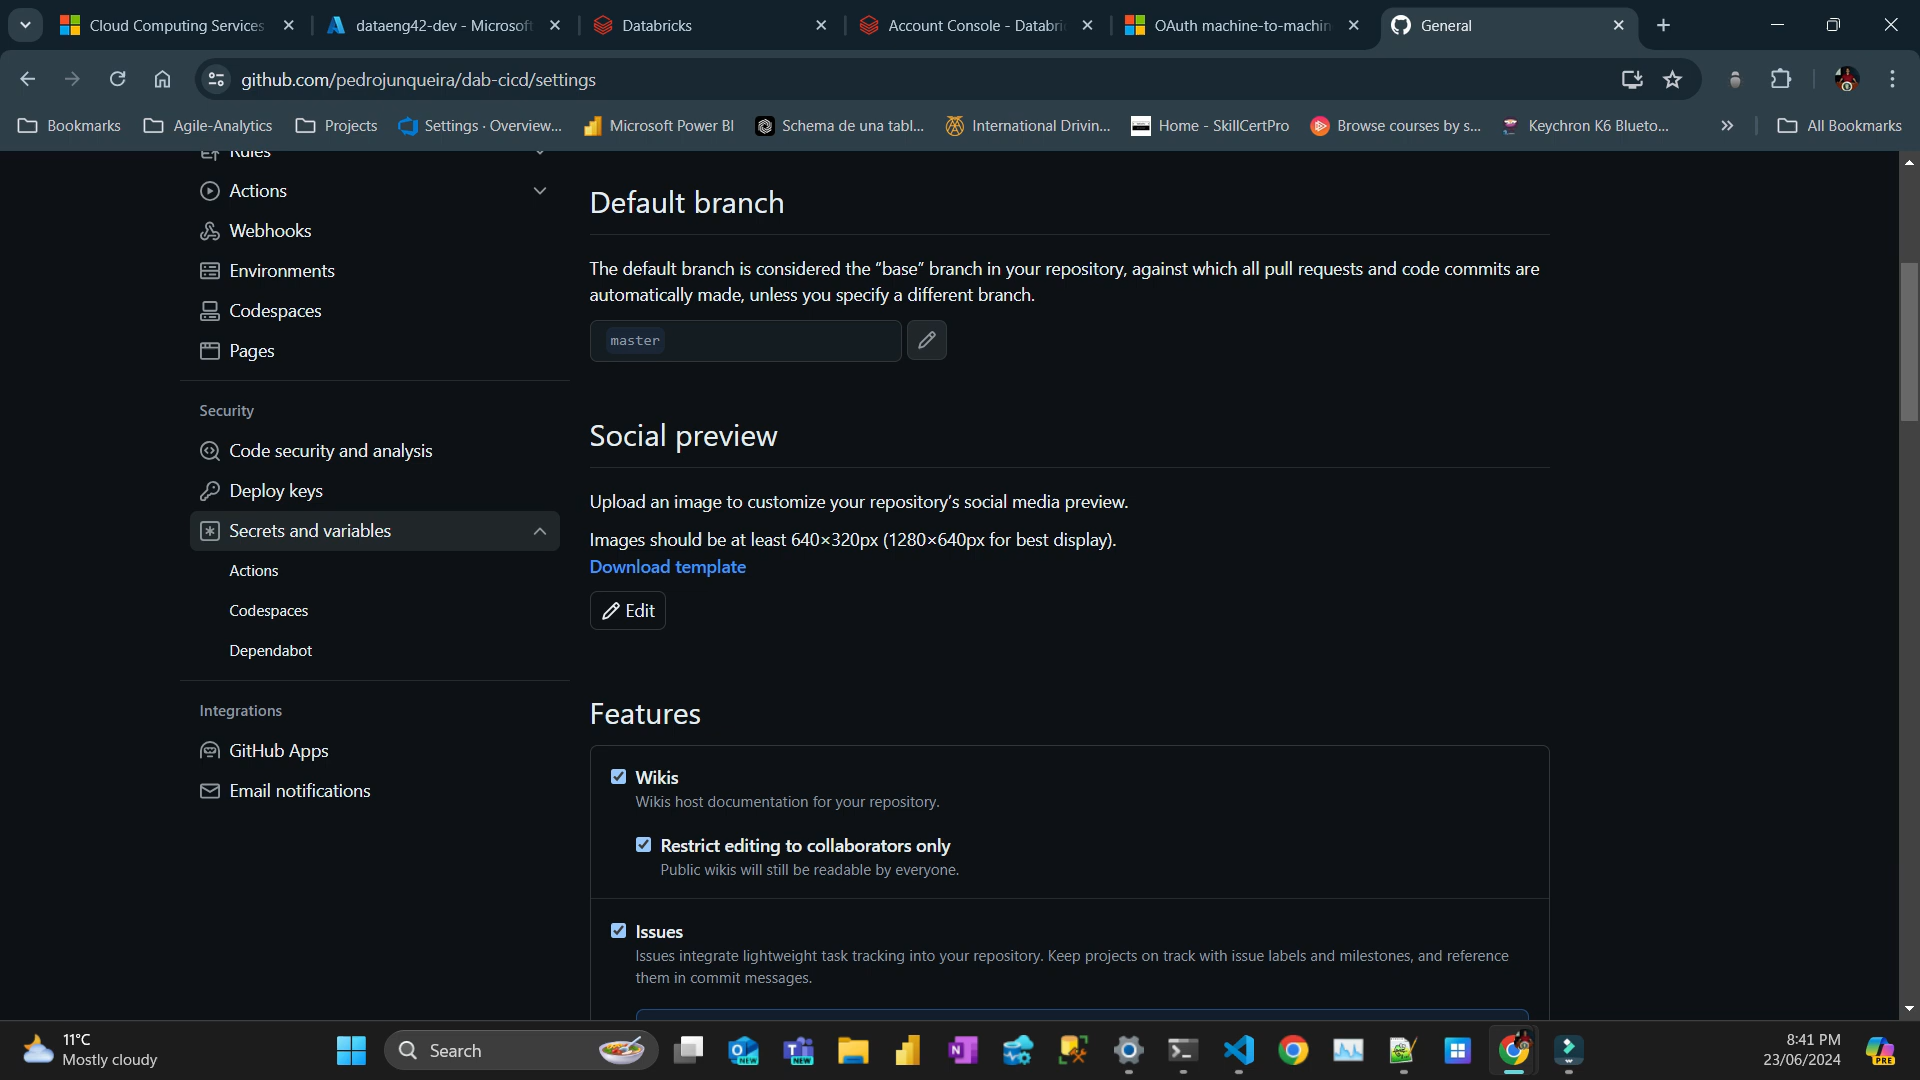 Cloud Computing Services
dataeng42-dev - Microsoft
Databricks
Account Console - Databri
OAuth machine-to-machin
General
github.com/pedrojunqueira/dab-cicd/settings
Bookmarks
Agile-Analytics
Projects
Settings · Overview...
Microsoft Power BI
Schema de una tabl...
International Drivin...
Home - SkillCertPro
Browse courses by s...
Keychron K6 Blueto...
All Bookmarks
Rules
Actions
Webhooks
Environments
Codespaces
Pages
Security
Code security and analysis
Deploy keys
Secrets and variables
Actions
Codespaces
Dependabot
Integrations
GitHub Apps
Email notifications
Default branch
The default branch is considered the “base” branch in your repository, against which all pull requests and code commits are
automatically made, unless you specify a different branch.
master
Social preview
Upload an image to customize your repository’s social media preview.
Images should be at least 640×320px (1280×640px for best display).
Download template
Edit
Features
Wikis
Wikis host documentation for your repository.
Restrict editing to collaborators only
Public wikis will still be readable by everyone.
Issues
Issues integrate lightweight task tracking into your repository. Keep projects on track with issue labels and milestones, and reference
them in commit messages.
11°C
Mostly cloudy
Search
NEW
NEW
8:41 PM
23/06/2024
PRE